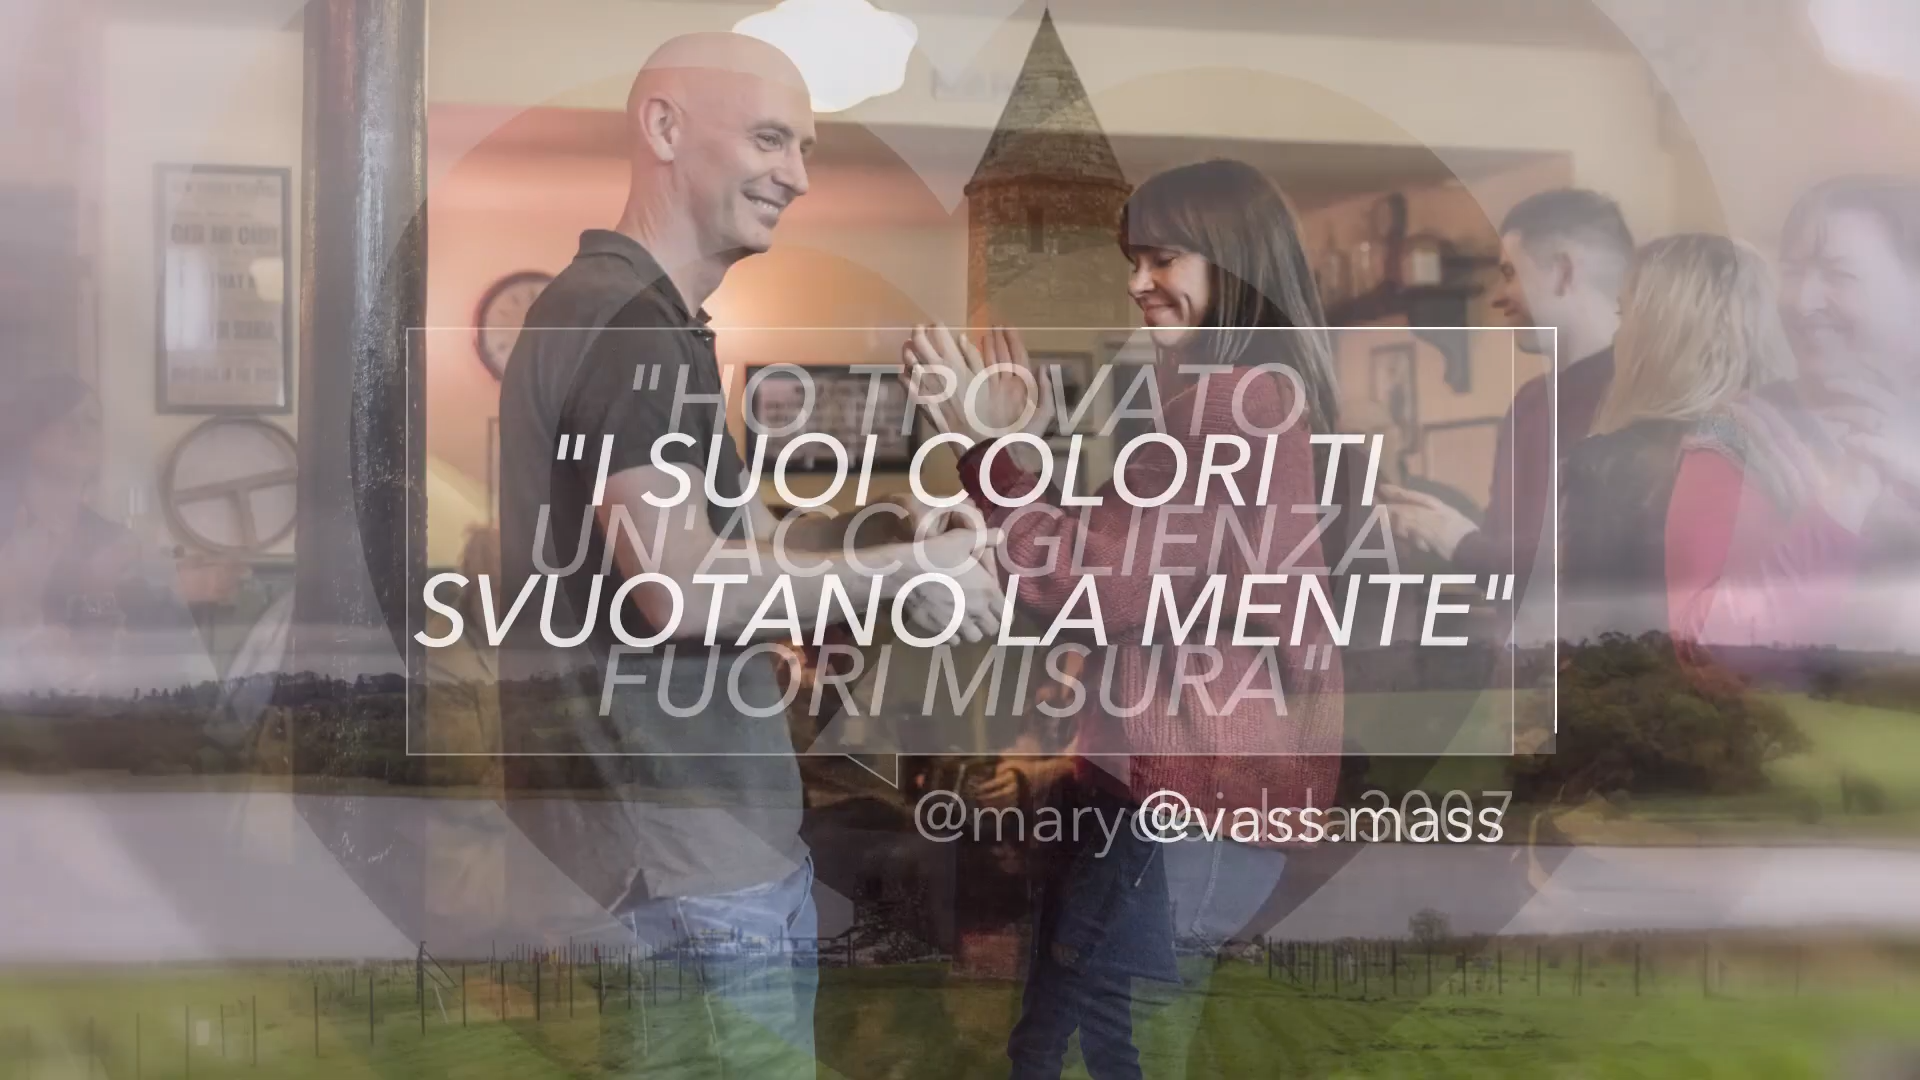 "HO TROVATO
UN'ACCOGLIENZA
FUORI MISURA"
"I SUOI COLORI TI
SVUOTANO LA MENTE"
@vass.mass